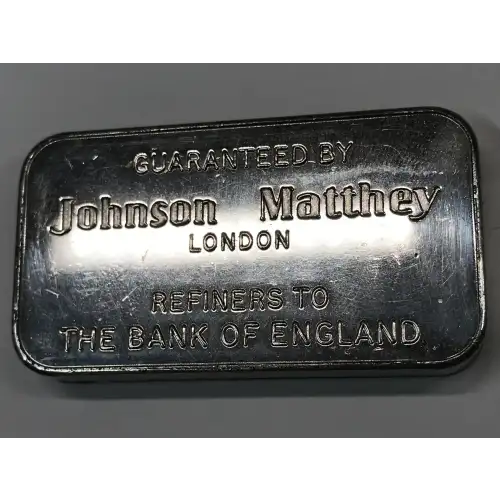 GUARANTEED BY
Johnson Matthey
LONDON
REFINERS TO
THE BANK OF ENGLAND